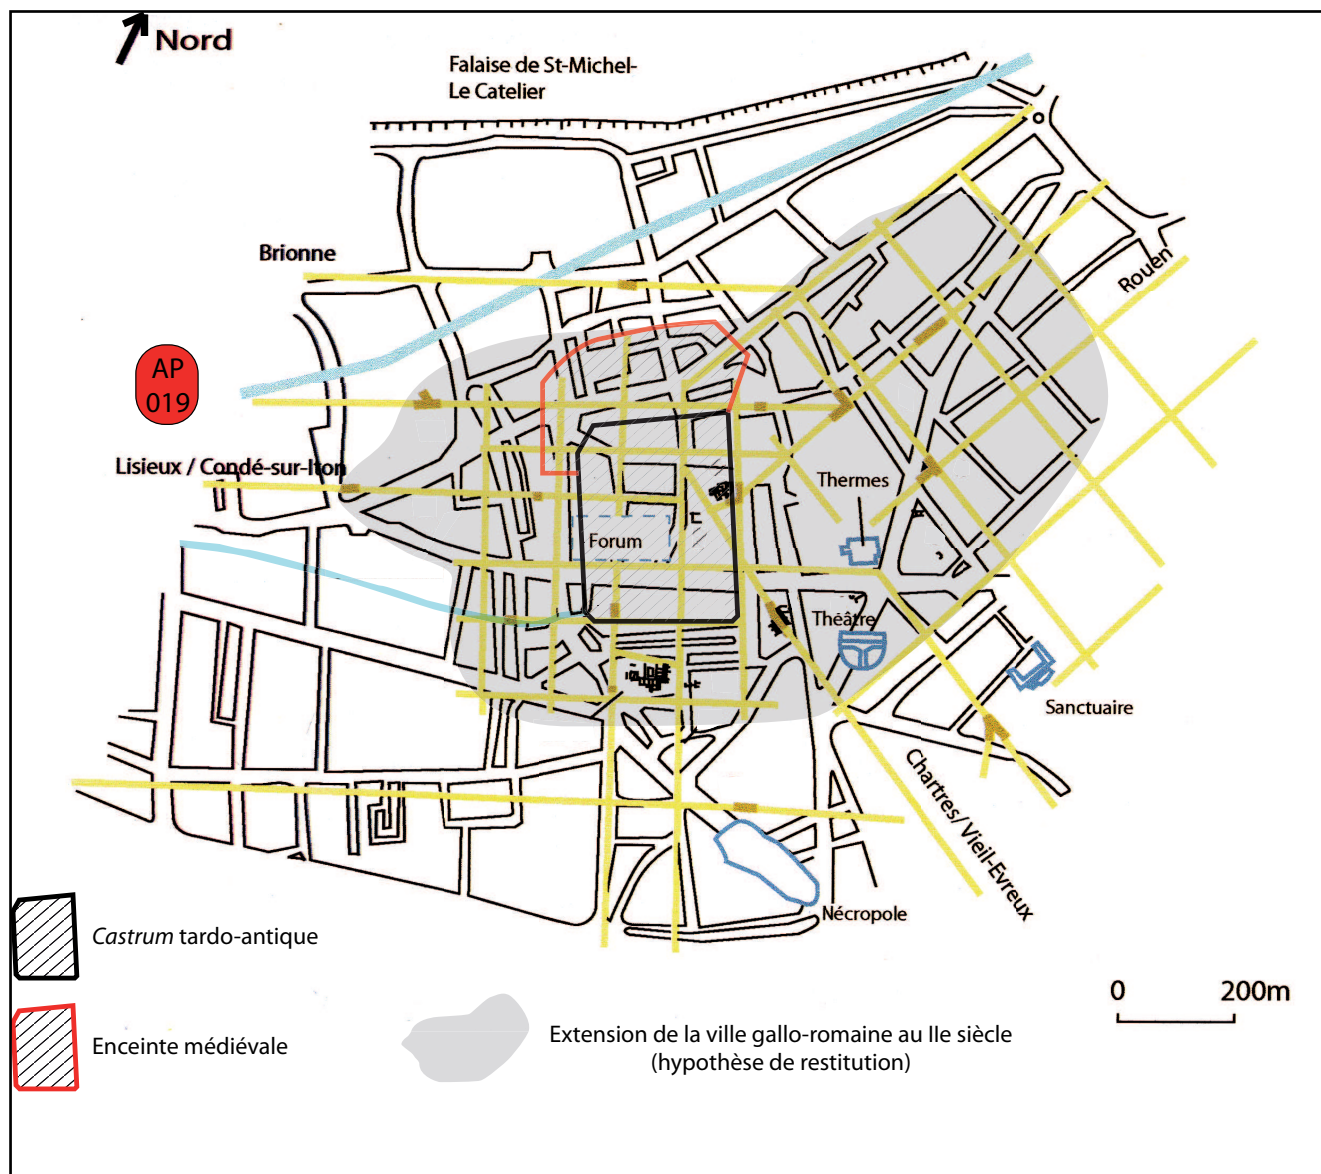 Nord
Falaise de St-Michel-
Le Catelier
Brionne
Rouen
AP
019
Lisieux / Condé-sur-Iton
Thermes
Forum
Théâtre
Sanctuaire
Chartres/ Vieil-Evreux
Nécropole
Castrum tardo-antique
0 200m
Enceinte médiévale
Extension de la ville gallo-romaine au IIe siècle
(hypothèse de restitution)